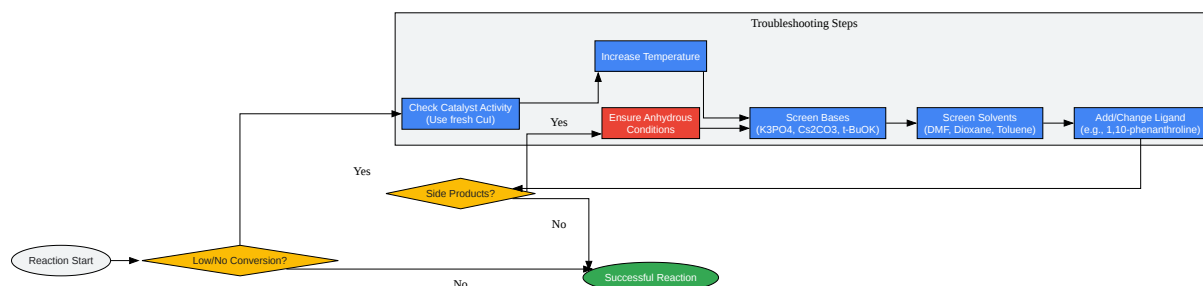 Troubleshooting Steps
Increase Temperature
Check Catalyst Activity
(Use fresh CuI)
Yes
Ensure Anhydrous
Conditions
Screen Bases
(K3PO4, Cs2CO3, t-BuOK)
Screen Solvents
(DMF, Dioxane, Toluene)
Add/Change Ligand
(e.g., 1,10-phenanthroline)
Yes
Side Products?
No
Reaction Start
Low/No Conversion?
No
Successful Reaction